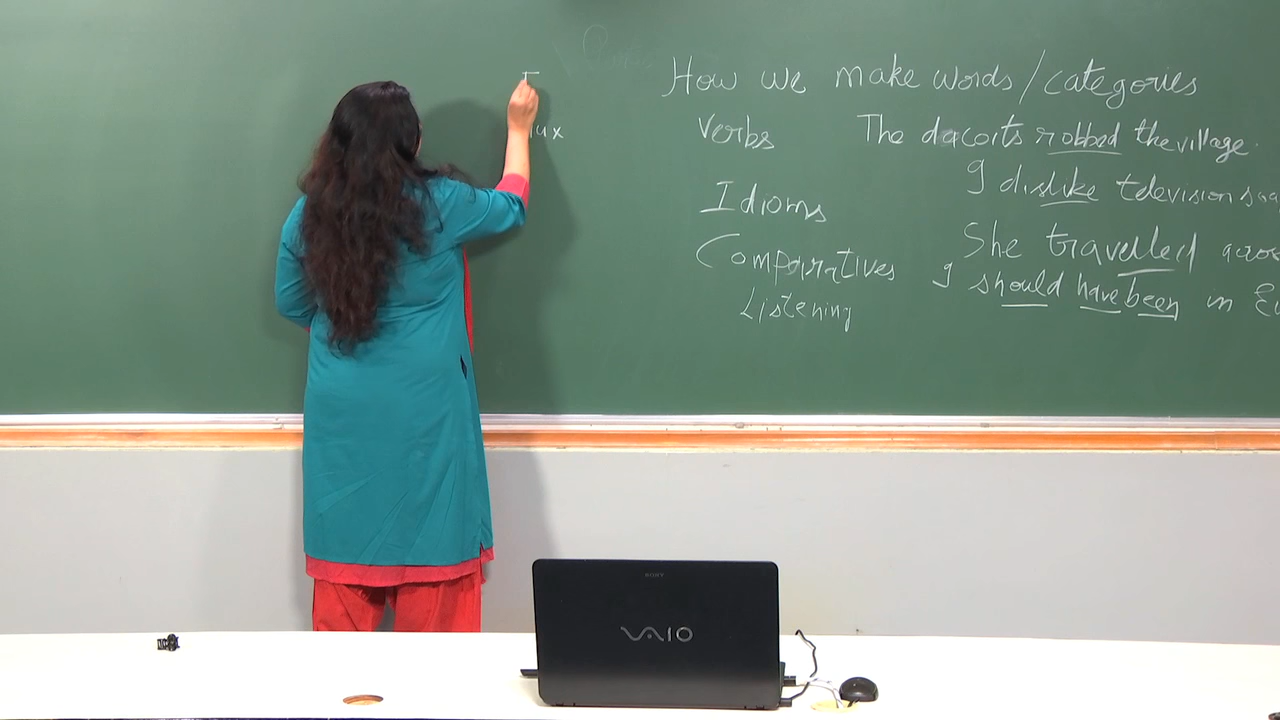 How we make words/categories
Verbs The dacoits robbed the village.
I dislike television
Idioms
She travelled
Comparatives
I should have been in
Listening
SONY
VAIO